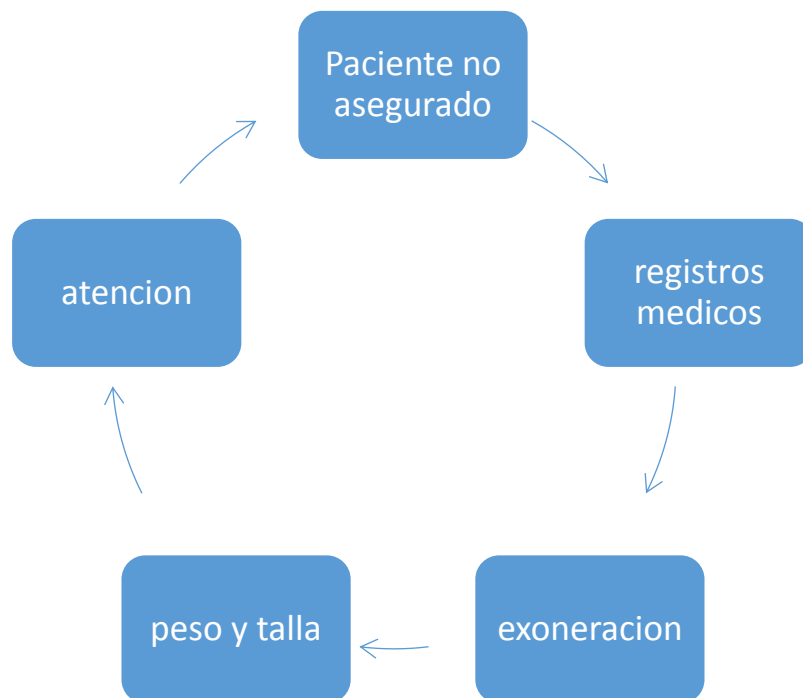 Paciente no
asegurado
registros
medicos
exoneracion
peso y talla
atencion